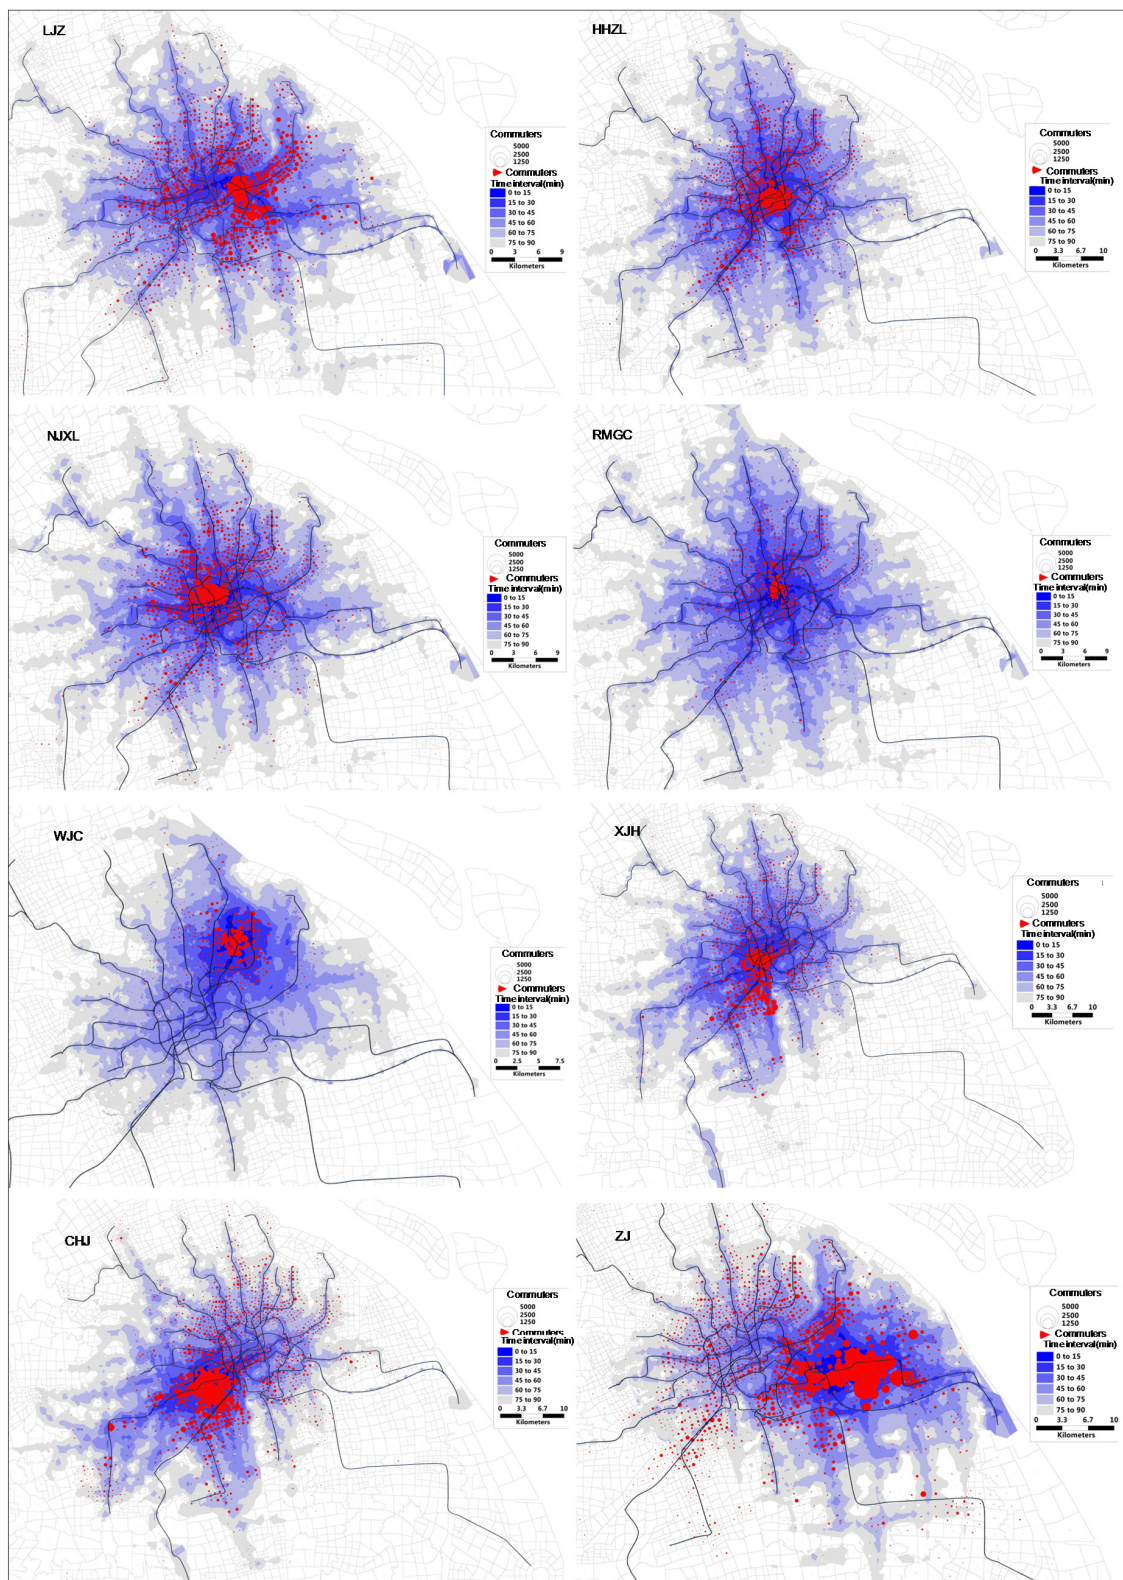 LJZ
Commuters
5000
2500
1250
Commuters
Time interval(min)
0 to 15
15 to 30
30 to 45
45 to 60
60 to 75
75 to 90
0 3 6 9
Kilometers
HHZL
Commuters
5000
2500
1250
Commuters
Time interval(min)
0 to 15
15 to 30
30 to 45
45 to 60
60 to 75
75 to 90
0 3.3 6.7 10
Kilometers
NJXL
Commuters
5000
2500
1250
Commuters
Time interval(min)
0 to 15
15 to 30
30 to 45
45 to 60
60 to 75
75 to 90
0 3 6 9
Kilometers
RMGC
Commuters
5000
2500
1250
Commuters
Time interval(min)
0 to 15
15 to 30
30 to 45
45 to 60
60 to 75
75 to 90
0 3 6 9
Kilometers
WJC
Commuters
5000
2500
1250
Commuters
Time interval(min)
0 to 15
15 to 30
30 to 45
45 to 60
60 to 75
75 to 90
0 2.5 5 7.5
Kilometers
XJH
Commuters
5000
2500
1250
Commuters
Time interval(min)
0 to 15
15 to 30
30 to 45
45 to 60
60 to 75
75 to 90
0 3.3 6.7 10
Kilometers
CHJ
Commuters
5000
2500
1250
Commuters
Time interval(min)
0 to 15
15 to 30
30 to 45
45 to 60
60 to 75
75 to 90
0 3.3 6.7 10
Kilometers
ZJ
Commuters
5000
2500
1250
Commuters
Time interval(min)
0 to 15
15 to 30
30 to 45
45 to 60
60 to 75
75 to 90
0 3.3 6.7 10
Kilometers